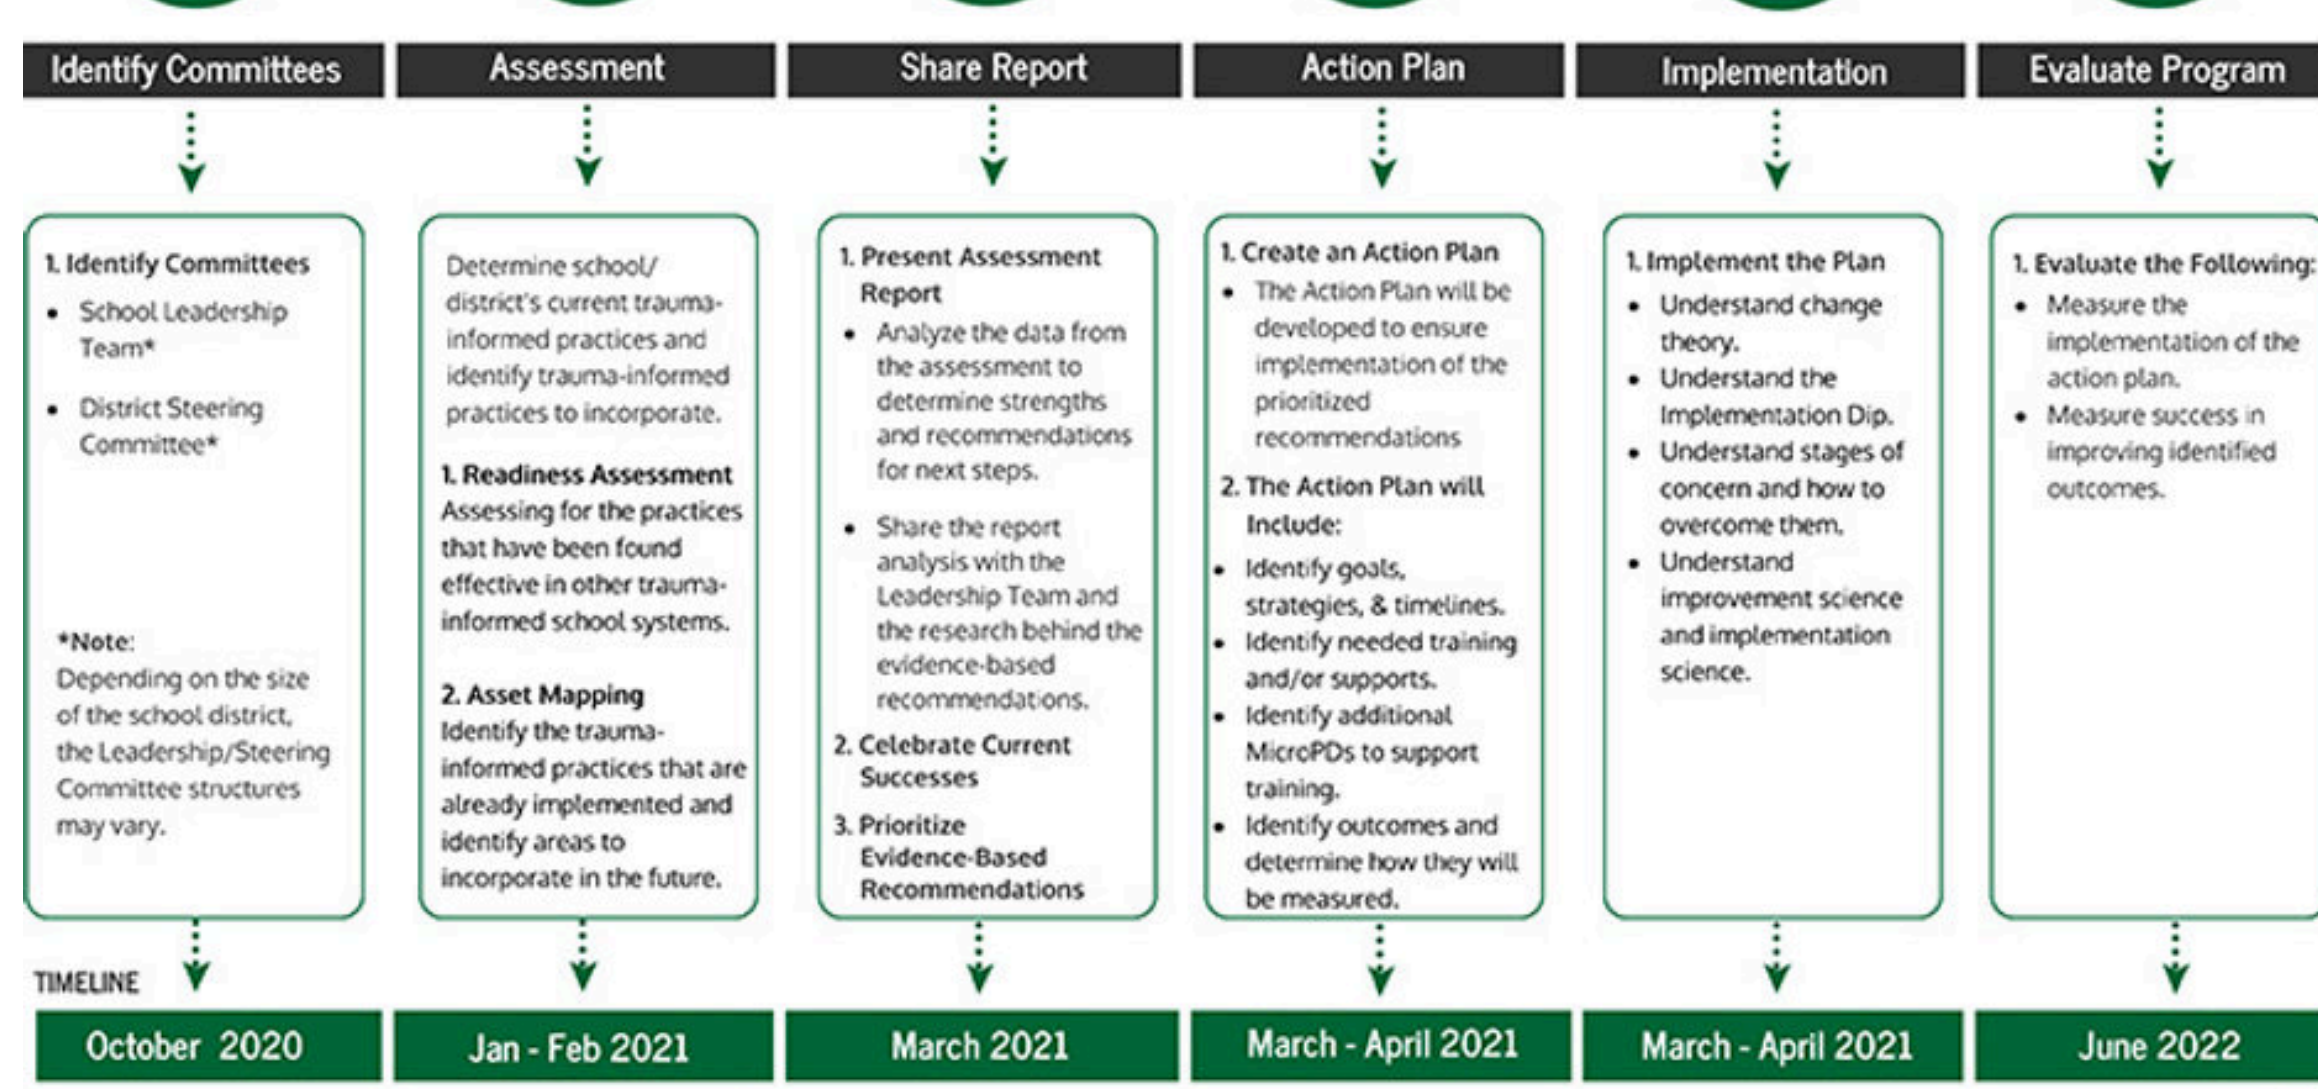 Identify Committees
Assessment
Share Report
Action Plan
Implementation
Evaluate Program
1. Identify Committees
• School Leadership
Team*
• District Steering
Committee*
*Note:
Depending on the size
of the school district,
the Leadership/Steering
Committee structures
may vary.
Determine school/
district's current trauma-
informed practices and
identify trauma-informed
practices to incorporate.
1. Readiness Assessment
Assessing for the practices
that have been found
effective in other trauma-
informed school systems.
2. Asset Mapping
Identify the trauma-
informed practices that are
already implemented and
identify areas to
incorporate in the future.
1. Present Assessment
Report
• Analyze the data from
the assessment to
determine strengths
and recommendations
for next steps.
• Share the report
analysis with the
Leadership Team and
the research behind the
evidence-based
recommendations.
2. Celebrate Current
Successes
3. Prioritize
Evidence-Based
Recommendations
1. Create an Action Plan
• The Action Plan will be
developed to ensure
implementation of the
prioritized
recommendations
2. The Action Plan will
Include:
• Identify goals,
strategies, & timelines.
• Identify needed training
and/or supports.
• Identify additional
MicroPDs to support
training.
• Identify outcomes and
determine how they will
be measured.
1. Implement the Plan
• Understand change
theory.
• Understand the
Implementation Dip.
• Understand stages of
concern and how to
overcome them.
• Understand
improvement science
and implementation
science.
1. Evaluate the Following:
• Measure the
implementation of the
action plan.
• Measure success in
improving identified
outcomes.
TIMELINE
October 2020
Jan - Feb 2021
March 2021
March - April 2021
March - April 2021
June 2022